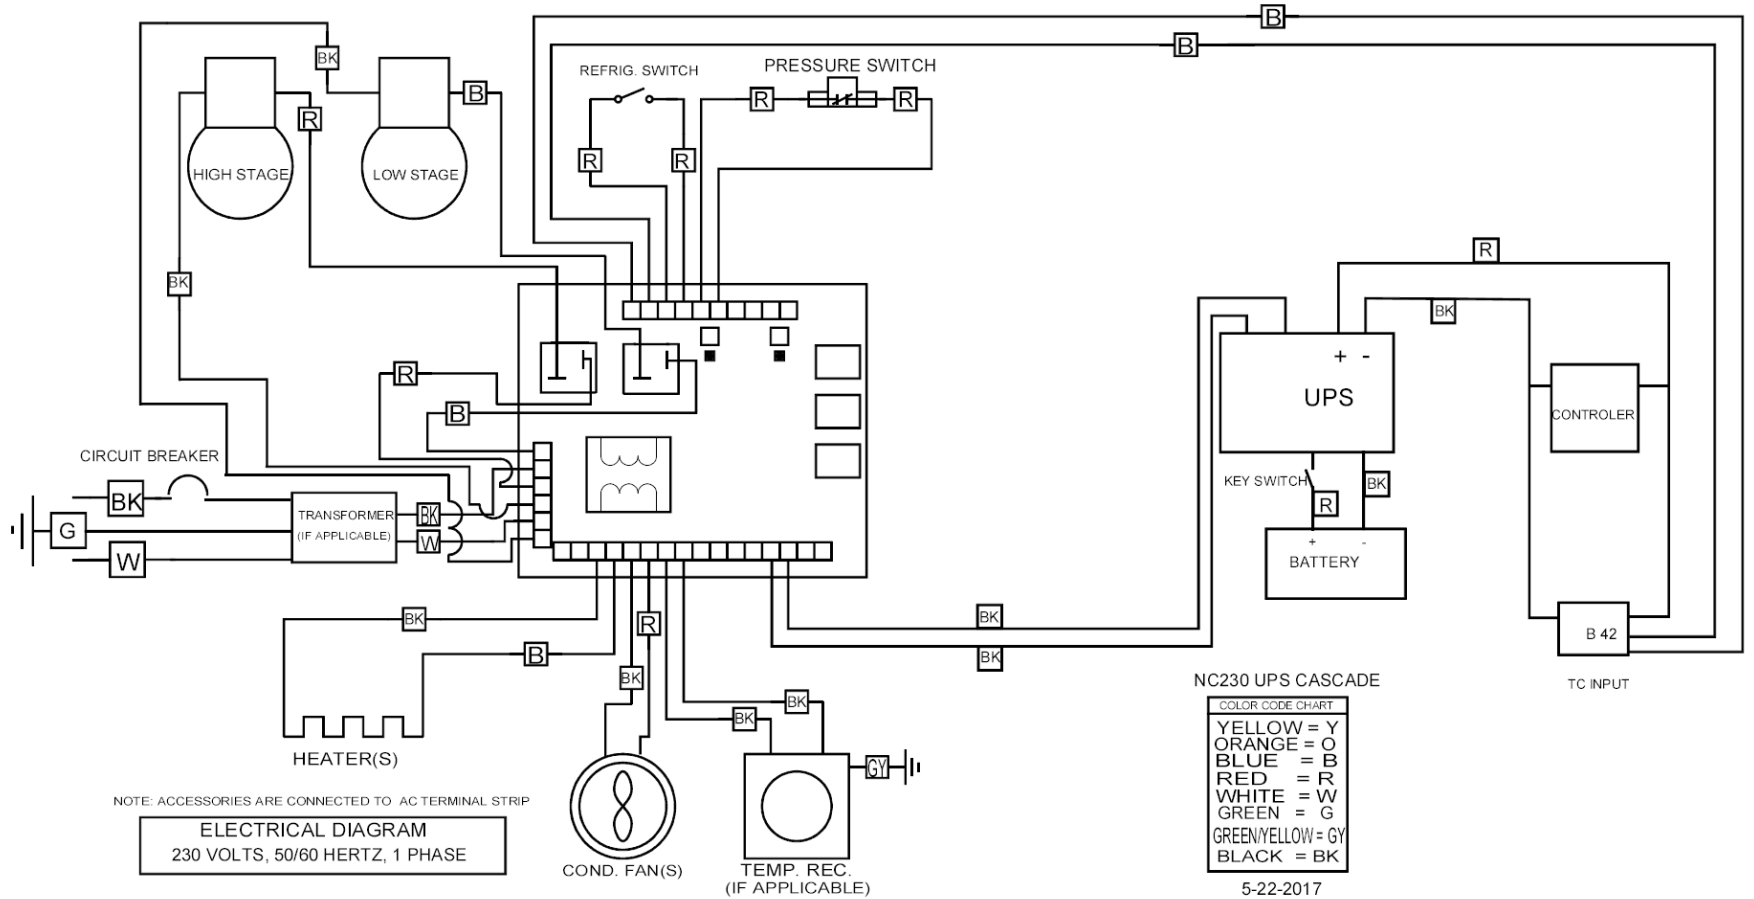 B
B
BK
REFRIG. SWITCH
PRESSURE SWITCH
B
R
R
R
R
R
HIGH STAGE
LOW STAGE
R
BK
BK
+ -
R
UPS
B
CONTROLER
CIRCUIT BREAKER
KEY SWITCH
BK
BK
R
TRANSFORMER
BK
G
(IF APPLICABLE)
W
W
+ -
BATTERY
BK
R
BK
B 42
B
BK
BK
TC INPUT
NC230 UPS CASCADE
BK
BK
COLOR CODE CHART
YELLOW = Y
ORANGE = O
BLUE = B
RED = R
WHITE = W
GREEN = G
GREEN/YELLOW = GY
BLACK = BK
5-22-2017
HEATER(S)
GY
NOTE: ACCESSORIES ARE CONNECTED TO AC TERMINAL STRIP
ELECTRICAL DIAGRAM
230 VOLTS, 50/60 HERTZ, 1 PHASE
COND. FAN(S)
TEMP. REC.
(IF APPLICABLE)